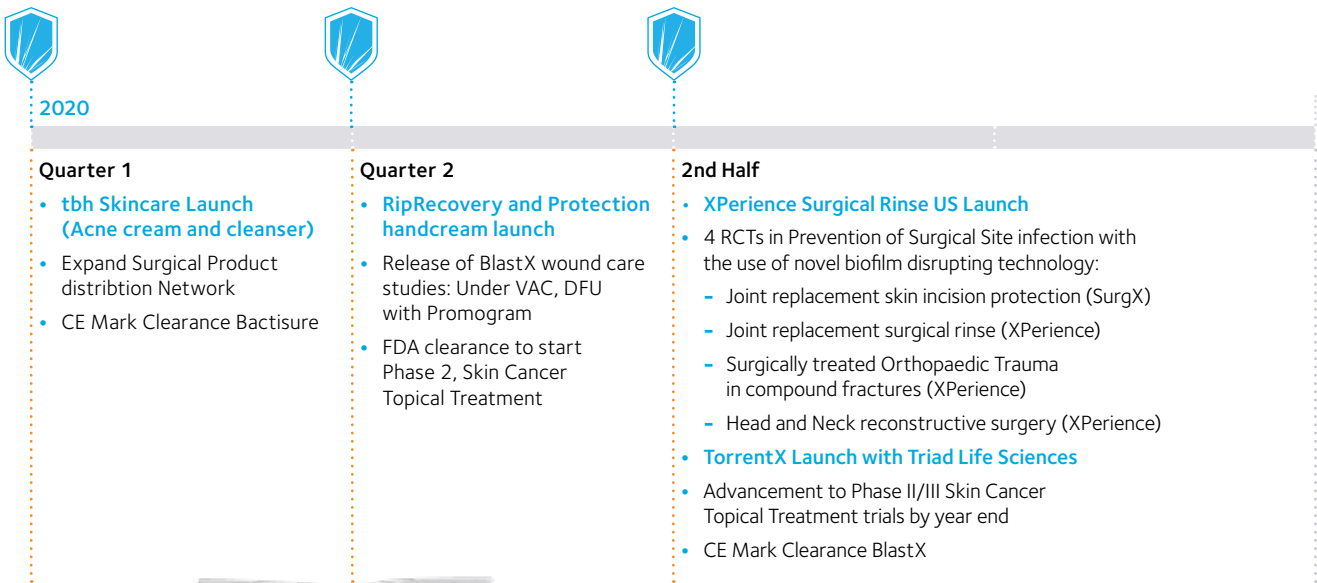 2020
Quarter 1
• tbh Skincare Launch
(Acne cream and cleanser)
• Expand Surgical Product
distribtion Network
• CE Mark Clearance Bactisure
Quarter 2
• RipRecovery and Protection
handcream launch
• Release of BlastX wound care
studies: Under VAC, DFU
with Promogram
• FDA clearance to start
Phase 2, Skin Cancer
Topical Treatment
2nd Half
• XPerience Surgical Rinse US Launch
• 4 RCTs in Prevention of Surgical Site infection with
the use of novel biofilm disrupting technology:
- Joint replacement skin incision protection (SurgX)
- Joint replacement surgical rinse (XPerience)
- Surgically treated Orthopaedic Trauma
in compound fractures (XPerience)
- Head and Neck reconstructive surgery (XPerience)
• TorrentX Launch with Triad Life Sciences
• Advancement to Phase II/III Skin Cancer
Topical Treatment trials by year end
• CE Mark Clearance BlastX